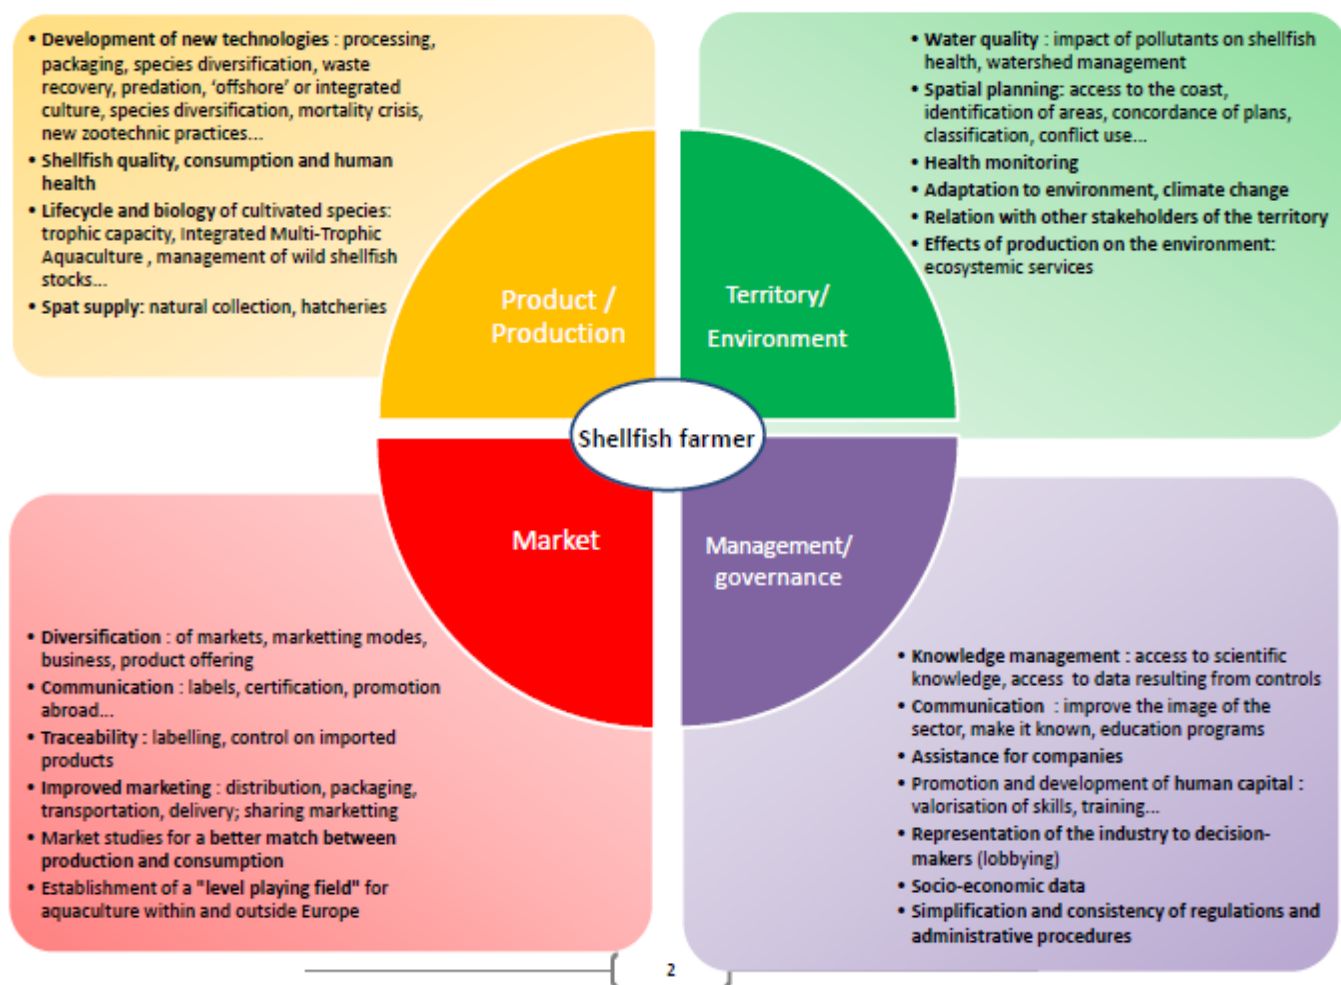 • Development of new technologies : processing,
packaging, species diversification, waste
recovery, predation, ‘offshore’ or integrated
culture, species diversification, mortality crisis,
new zootechnic practices...
• Shellfish quality, consumption and human
health
• Lifecycle and biology of cultivated species:
trophic capacity, Integrated Multi-Trophic
Aquaculture , management of wild shellfish
stocks...
• Spat supply: natural collection, hatcheries
• Water quality : impact of pollutants on shellfish
health, watershed management
• Spatial planning: access to the coast,
identification of areas, concordance of plans,
classification, conflict use...
• Health monitoring
• Adaptation to environment, climate change
• Relation with other stakeholders of the territory
• Effects of production on the environment:
ecosystemic services
Product /
Production
Territory/
Environment
Shellfish farmer
Market
Management/
governance
• Diversification : of markets, marketting modes,
business, product offering
• Communication : labels, certification, promotion
abroad...
• Traceability : labelling, control on imported
products
• Improved marketing : distribution, packaging,
transportation, delivery; sharing marketting
• Market studies for a better match between
production and consumption
• Establishment of a "level playing field" for
aquaculture within and outside Europe
• Knowledge management : access to scientific
knowledge, access to data resulting from controls
• Communication : improve the image of the
sector, make it known, education programs
• Assistance for companies
• Promotion and development of human capital :
valorisation of skills, training...
• Representation of the industry to decision-
makers (lobbying)
• Socio-economic data
• Simplification and consistency of regulations and
administrative procedures
2